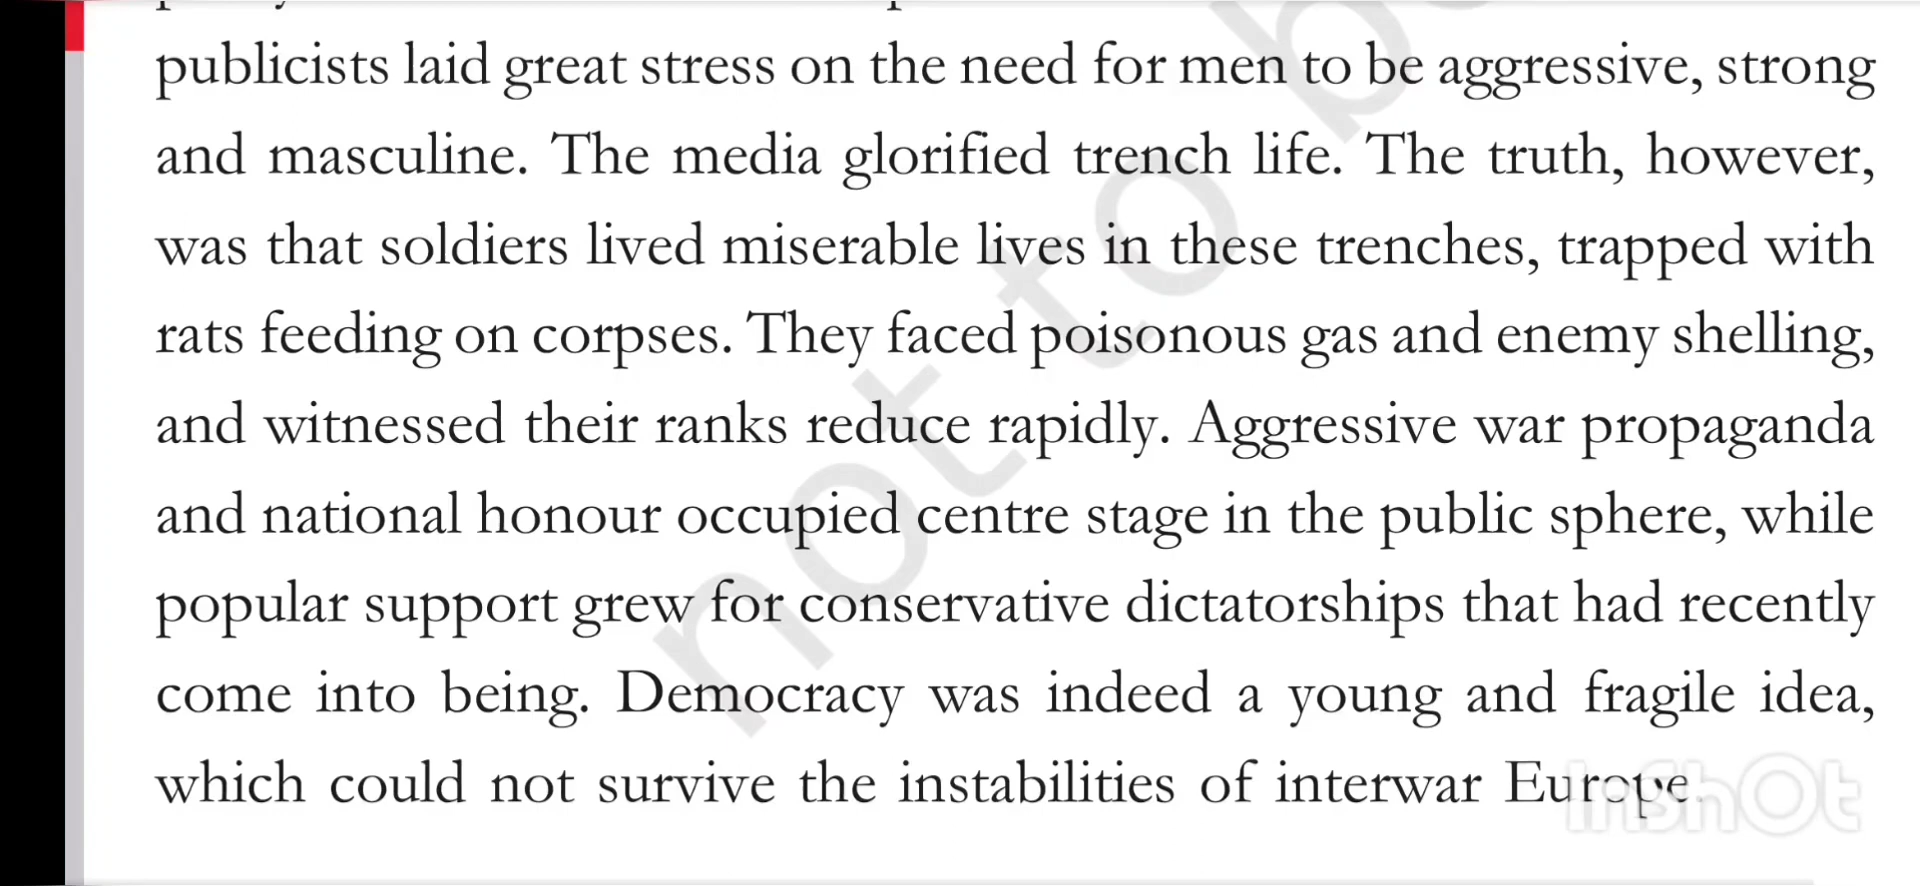 publicists laid great stress on the need for men to be aggressive, strong
and masculine. The media glorified trench life. The truth, however,
was that soldiers lived miserable lives in these trenches, trapped with
rats feeding on corpses. They faced poisonous gas and enemy shelling,
and witnessed their ranks reduce rapidly. Aggressive war propaganda
and national honour occupied centre stage in the public sphere, while
popular support grew for conservative dictatorships that had recently
come into being. Democracy was indeed a young and fragile idea,
which could not survive the instabilities of interwar Europe.
InShOt
not to b